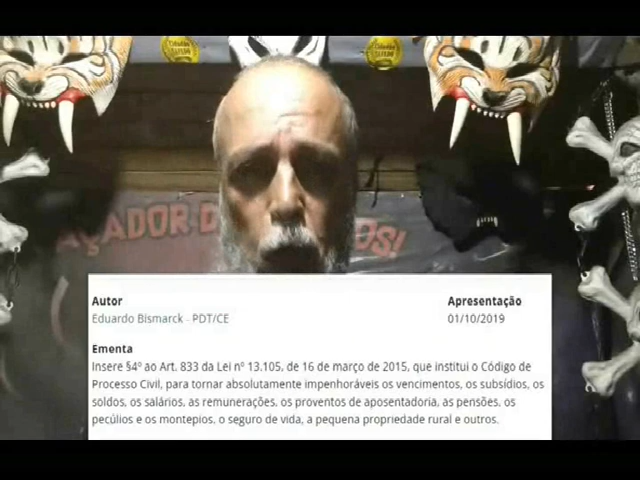 AÇADOR D
OS!
Autor
Apresentação
Eduardo Bismarck - PDT/CE
01/10/2019
Ementa
Insere §4º ao Art. 833 da Lei nº 13.105, de 16 de março de 2015, que institui o Código de
Processo Civil, para tornar absolutamente impenhoráveis os vencimentos, os subsídios, os
soldos, os salários, as remunerações, os proventos de aposentadoria, as pensões, os
pecúlios e os montepios, o seguro de vida, a pequena propriedade rural e outros.